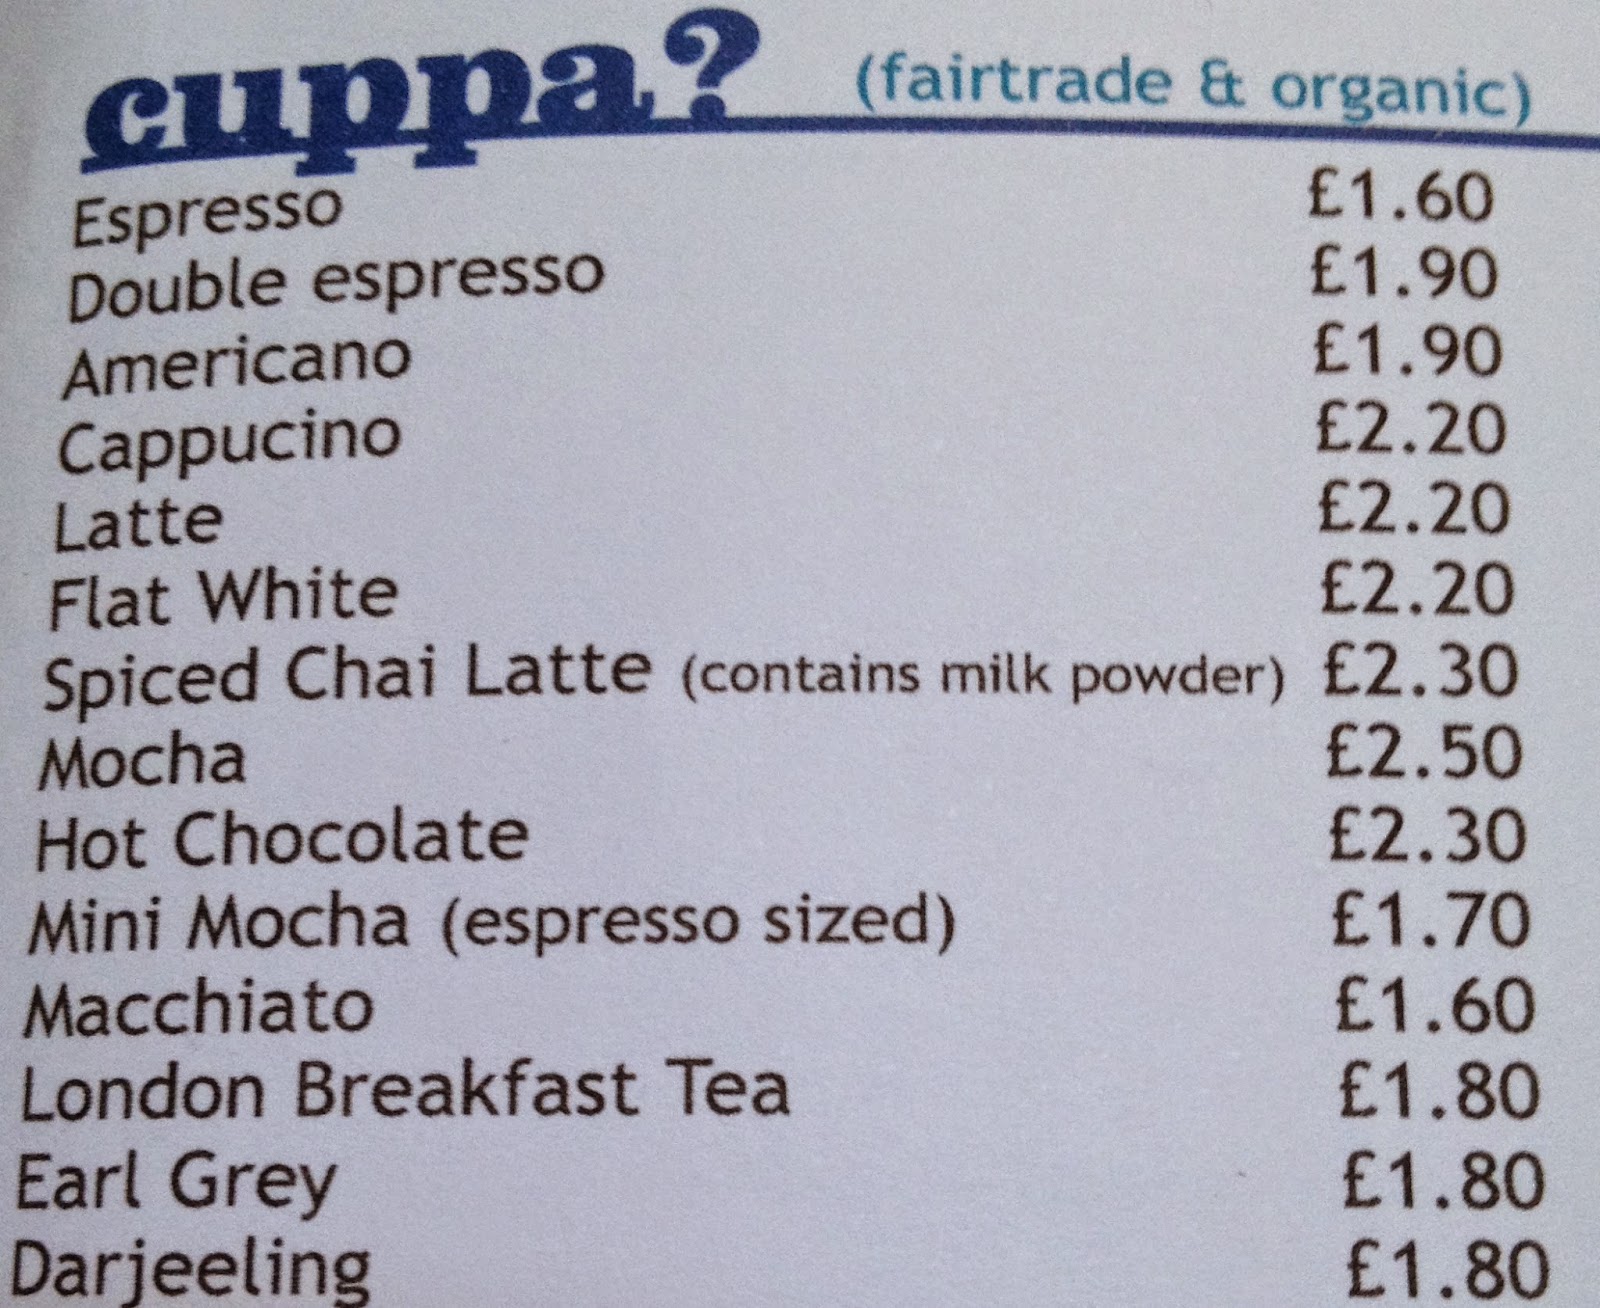 cuppa? (fairtrade & organic)
Espresso £1.60
Double espresso £1.90
Americano £1.90
Cappucino £2.20
Latte £2.20
Flat White £2.20
Spiced Chai Latte (contains milk powder) £2.30
Mocha £2.50
Hot Chocolate £2.30
Mini Mocha (espresso sized) £1.70
Macchiato £1.60
London Breakfast Tea £1.80
Earl Grey £1.80
Darjeeling £1.80